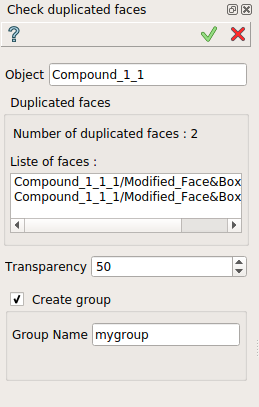 Check duplicated faces
Object Compound_1_1
Duplicated faces
Number of duplicated faces : 2
Liste of faces :
Compound_1_1_1/Modified_Face&Box
Compound_1_1_1/Modified_Face&Box
Transparency 50
Create group
Group Name mygroup